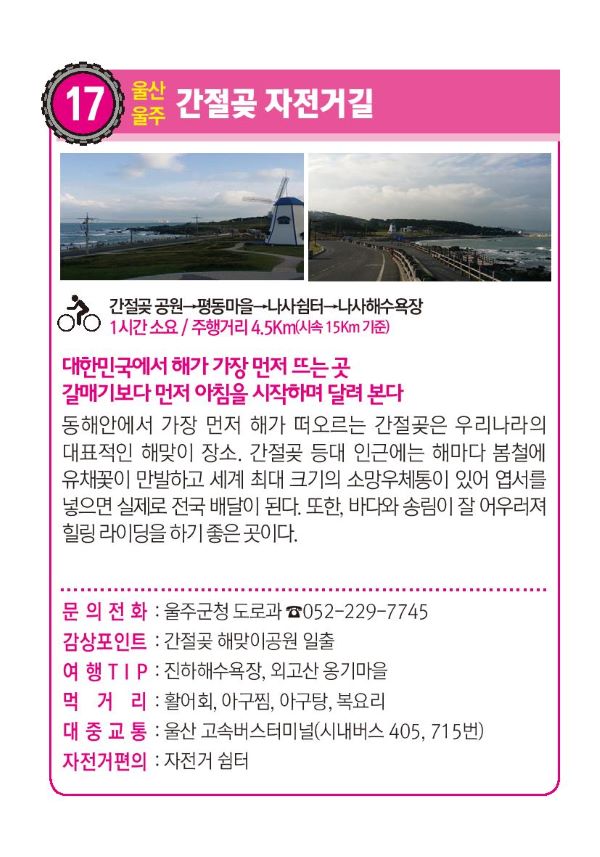 17 울산 울주 간절곶 자전거길
간절곶 공원→평동마을→나사쉼터→나사해수욕장
1시간 소요 / 주행거리 4.5Km(시속 15Km 기준)
대한민국에서 해가 가장 먼저 뜨는 곳
갈매기보다 먼저 아침을 시작하며 달려 본다
동해안에서 가장 먼저 해가 떠오르는 간절곶은 우리나라의
대표적인 해맞이 장소. 간절곶 등대 인근에는 해마다 봄철에
유채꽃이 만발하고 세계 최대 크기의 소망우체통이 있어 엽서를
넣으면 실제로 전국 배달이 된다. 또한, 바다와 송림이 잘 어우러져
힐링 라이딩을 하기 좋은 곳이다.
문의전화 : 울주군청 도로과 ☎052-229-7745
감상포인트 : 간절곶 해맞이공원 일출
여행TIP : 진하해수욕장, 외고산 옹기마을
먹거리 : 활어회, 아구찜, 아구탕, 복요리
대중교통 : 울산 고속버스터미널(시내버스 405, 715번)
자전거편의 : 자전거 쉼터